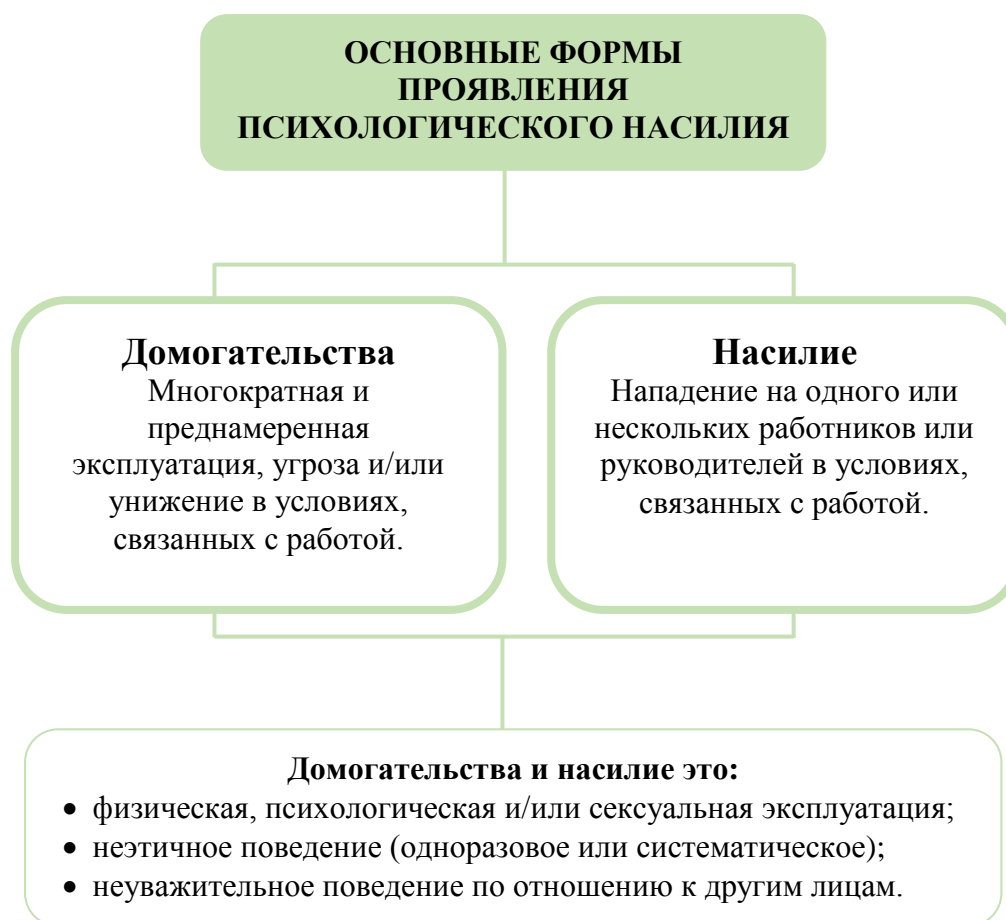 ОСНОВНЫЕ ФОРМЫ
ПРОЯВЛЕНИЯ
ПСИХОЛОГИЧЕСКОГО НАСИЛИЯ
Домогательства
Многократная и
преднамеренная
эксплуатация, угроза и/или
унижение в условиях,
связанных с работой.
Насилие
Нападение на одного или
нескольких работников или
руководителей в условиях,
связанных с работой.
Домогательства и насилие это:
• физическая, психологическая и/или сексуальная эксплуатация;
• неэтичное поведение (одноразовое или систематическое);
• неуважительное поведение по отношению к другим лицам.